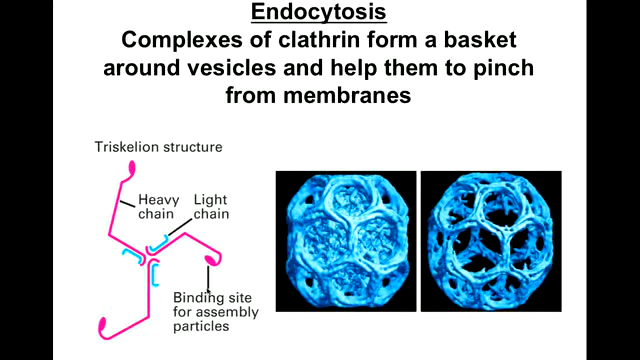 Endocytosis
Complexes of clathrin form a basket
around vesicles and help them to pinch
from membranes
Triskelion structure
Heavy
chain
Light
chain
Binding site
for assembly
particles